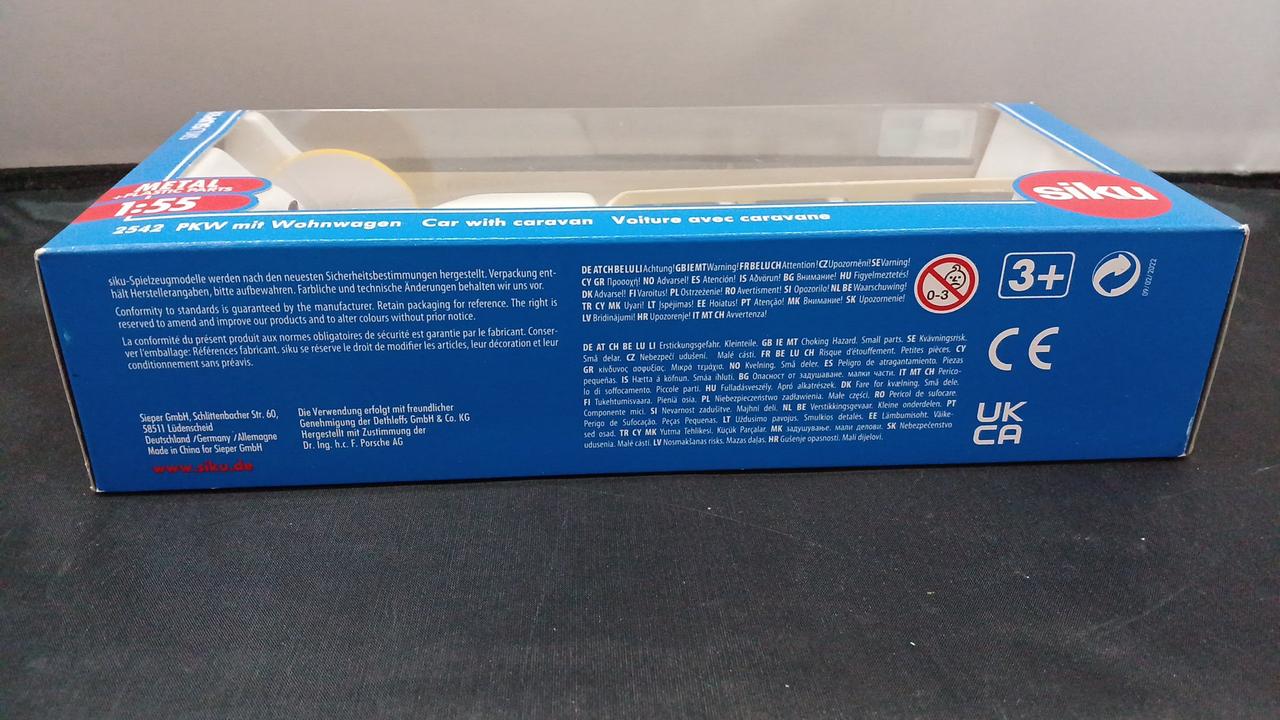 SIKU SUPER
METAL
+PLASTIC PARTS
1:55
siku
2542 PKW mit Wohnwagen Car with caravan Voiture avec caravane
siku-Spielzeugmodelle werden nach den neuesten Sicherheitsbestimmungen hergestellt. Verpackung ent-
hält Herstellerangaben, bitte aufbewahren. Farbliche und technische Änderungen behalten wir uns vor.
Conformity to standards is guaranteed by the manufacturer. Retain packaging for reference. The right is
reserved to amend and improve our products and to alter colours without prior notice.
La conformité du présent produit aux normes obligatoires de sécurité est garantie par le fabricant. Conser-
ver l'emballage: Références fabricant. siku se réserve le droit de modifier les articles, leur décoration et leur
conditionnement sans préavis.
Sieper GmbH, Schlittenbacher Str. 60,
58511 Lüdenscheid
Deutschland /Germany /Allemagne
Made in China for Sieper GmbH
www.siku.de
Die Verwendung erfolgt mit freundlicher
Genehmigung der Dethleffs GmbH & Co. KG
Hergestellt mit Zustimmung der
Dr. Ing. h.c. F. Porsche AG
DE AT CH BE LU LI Achtung! GB IE MT Warning! FR BE LU CH Attention! CZ Upozornění! SE Varning!
CY GR Προσοχή! NO Advarsel! ES Atención! IS Aðvörun! BG Внимание! HU Figyelmeztetés!
DK Advarsel! FI Varoitus! PL Ostrzeżenie! RO Avertisment! SI Opozorilo! NL BE Waarschuwing!
TR CY MK Uyarı! LT Įspėjimas! EE Hoiatus! PT Atenção! MK Внимание! SK Upozornenie!
LV Brīdinājumi! HR Upozorenje! IT MT CH Avvertenza!
DE AT CH BE LU LI Erstickungsgefahr. Kleinteile. GB IE MT Choking Hazard. Small parts. SE Kvävningsrisk.
Små delar. CZ Nebezpečí udušení. Malé části. FR BE LU CH Risque d'étouffement. Petites pièces. CY
GR κίνδυνος ασφυξίας. Μικρά τεμάχια. NO Kvelning. Små deler. ES Peligro de atragantamiento. Piezas
pequeñas. IS Hætta á köfnun. Smáa íhluti. BG Опасност от задушаване. малки части. IT MT CH Perico-
lo di soffocamento. Piccole parti. HU Fulladásveszély. Apró alkatrészek. DK Fare for kvælning. Små dele.
FI Tukehtumisvaara. Pieniä osia. PL Niebezpieczeństwo zadławienia. Małe części. RO Pericol de sufocare.
Componente mici. SI Nevarnost zadušitve. Majhni deli. NL BE Verstikkingsgevaar. Kleine onderdelen. PT
Perigo de Sufocação. Peças Pequenas. LT Uždusimo pavojus. Smulkios detalės. EE Lämbumisoht. Väike-
sed osad. TR CY MK Yutma Tehlikesi. Küçük Parçalar. MK задушување. мали делови. SK Nebezpečenstvo
udusenia. Malé časti. LV Nosmakšanas risks. Mazas daļas. HR Gušenje opasnosti. Mali dijelovi.
0-3
3+
09/02/2022
CE
UK
CA